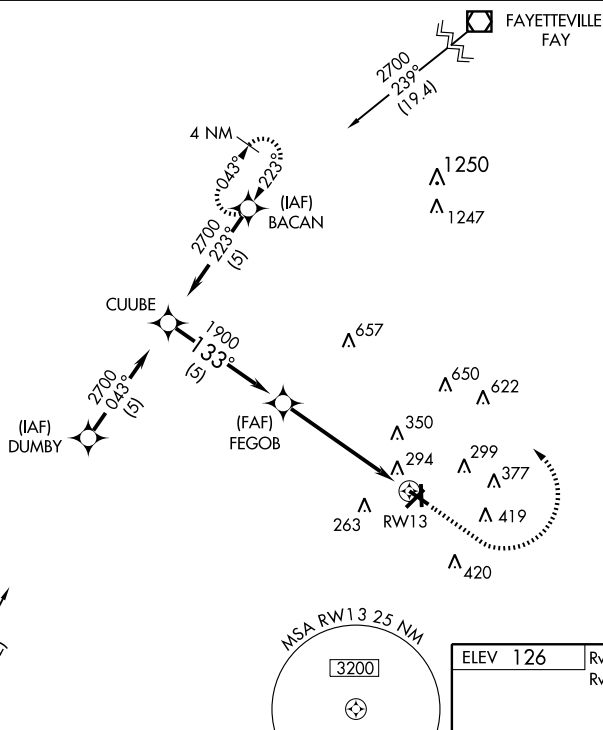 FAYETTEVILLE
FAY
2700
239°
(19.4)
4 NM
043°
223°
(IAF)
BACAN
1250
1247
2700
223°
(5)
CUUBE
1900
133°
(5)
657
2700
043°
(5)
(IAF)
DUMBY
(FAF)
FEGOB
650
622
350
294
299
377
263
RW13
419
420
MSA RW13 25 NM
3200
ELEV 126